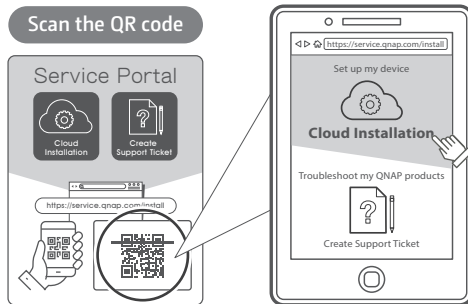 Scan the QR code
Service Portal
Cloud
Installation
Create
Support Ticket
https://service.qnap.com/install
https://service.qnap.com/install
Set up my device
Cloud Installation
Troubleshoot my QNAP products
Create Support Ticket